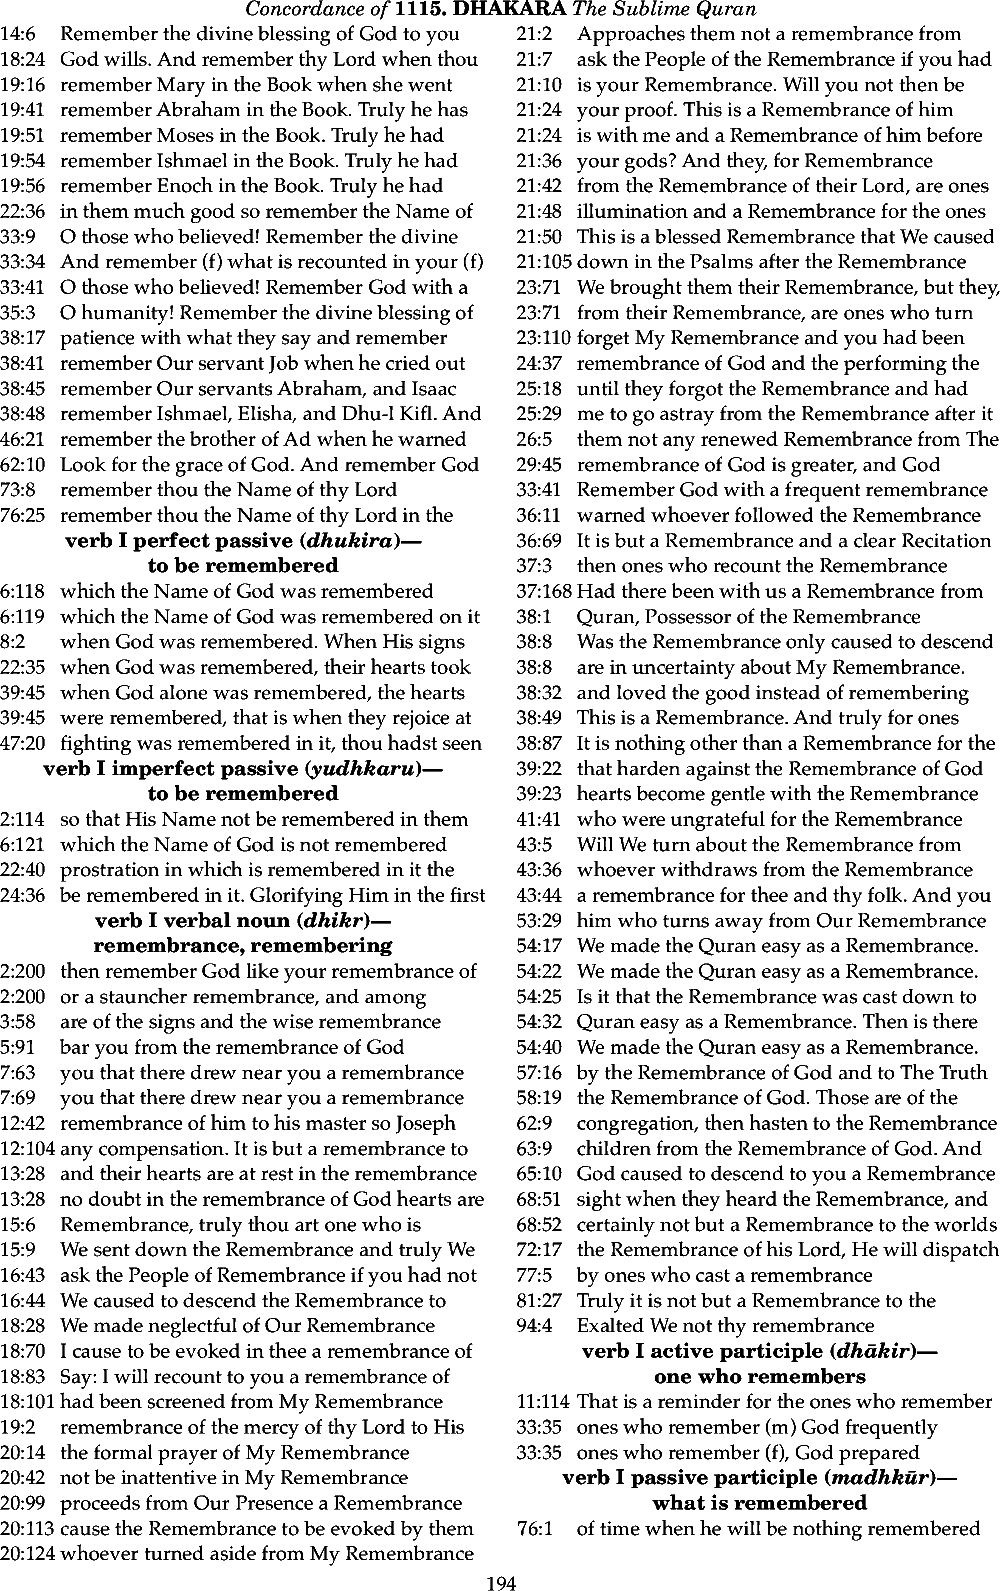 Concordance of 1115. DHAKARA The Sublime Quran
14:6 Remember the divine blessing of God to you
18:24 God wills. And remember thy Lord when thou
19:16 remember Mary in the Book when she went
19:41 remember Abraham in the Book. Truly he has
19:51 remember Moses in the Book. Truly he had
19:54 remember Ishmael in the Book. Truly he had
19:56 remember Enoch in the Book. Truly he had
22:36 in them much good so remember the Name of
33:9 O those who believed! Remember the divine
33:34 And remember (f) what is recounted in your (f)
33:41 O those who believed! Remember God with a
35:3 O humanity! Remember the divine blessing of
38:17 patience with what they say and remember
38:41 remember Our servant Job when he cried out
38:45 remember Our servants Abraham, and Isaac
38:48 remember Ishmael, Elisha, and Dhu-l Kifl. And
46:21 remember the brother of Ad when he warned
62:10 Look for the grace of God. And remember God
73:8 remember thou the Name of thy Lord
76:25 remember thou the Name of thy Lord in the
verb I perfect passive (dhukira)—
to be remembered
6:118 which the Name of God was remembered
6:119 which the Name of God was remembered on it
8:2 when God was remembered. When His signs
22:35 when God was remembered, their hearts took
39:45 when God alone was remembered, the hearts
39:45 were remembered, that is when they rejoice at
47:20 fighting was remembered in it, thou hadst seen
verb I imperfect passive (yudhkaru)—
to be remembered
2:114 so that His Name not be remembered in them
6:121 which the Name of God is not remembered
22:40 prostration in which is remembered in it the
24:36 be remembered in it. Glorifying Him in the first
verb I verbal noun (dhikr)—
remembrance, remembering
2:200 then remember God like your remembrance of
2:200 or a stauncher remembrance, and among
3:58 are of the signs and the wise remembrance
5:91 bar you from the remembrance of God
7:63 you that there drew near you a remembrance
7:69 you that there drew near you a remembrance
12:42 remembrance of him to his master so Joseph
12:104 any compensation. It is but a remembrance to
13:28 and their hearts are at rest in the remembrance
13:28 no doubt in the remembrance of God hearts are
15:6 Remembrance, truly thou art one who is
15:9 We sent down the Remembrance and truly We
16:43 ask the People of Remembrance if you had not
16:44 We caused to descend the Remembrance to
18:28 We made neglectful of Our Remembrance
18:70 I cause to be evoked in thee a remembrance of
18:83 Say: I will recount to you a remembrance of
18:101 had been screened from My Remembrance
19:2 remembrance of the mercy of thy Lord to His
20:14 the formal prayer of My Remembrance
20:42 not be inattentive in My Remembrance
20:99 proceeds from Our Presence a Remembrance
20:113 cause the Remembrance to be evoked by them
20:124 whoever turned aside from My Remembrance
21:2 Approaches them not a remembrance from
21:7 ask the People of the Remembrance if you had
21:10 is your Remembrance. Will you not then be
21:24 your proof. This is a Remembrance of him
21:24 is with me and a Remembrance of him before
21:36 your gods? And they, for Remembrance
21:42 from the Remembrance of their Lord, are ones
21:48 illumination and a Remembrance for the ones
21:50 This is a blessed Remembrance that We caused
21:105 down in the Psalms after the Remembrance
23:71 We brought them their Remembrance, but they,
23:71 from their Remembrance, are ones who turn
23:110 forget My Remembrance and you had been
24:37 remembrance of God and the performing the
25:18 until they forgot the Remembrance and had
25:29 me to go astray from the Remembrance after it
26:5 them not any renewed Remembrance from The
29:45 remembrance of God is greater, and God
33:41 Remember God with a frequent remembrance
36:11 warned whoever followed the Remembrance
36:69 It is but a Remembrance and a clear Recitation
37:3 then ones who recount the Remembrance
37:168 Had there been with us a Remembrance from
38:1 Quran, Possessor of the Remembrance
38:8 Was the Remembrance only caused to descend
38:8 are in uncertainty about My Remembrance.
38:32 and loved the good instead of remembering
38:49 This is a Remembrance. And truly for ones
38:87 It is nothing other than a Remembrance for the
39:22 that harden against the Remembrance of God
39:23 hearts become gentle with the Remembrance
41:41 who were ungrateful for the Remembrance
43:5 Will We turn about the Remembrance from
43:36 whoever withdraws from the Remembrance
43:44 a remembrance for thee and thy folk. And you
53:29 him who turns away from Our Remembrance
54:17 We made the Quran easy as a Remembrance.
54:22 We made the Quran easy as a Remembrance.
54:25 Is it that the Remembrance was cast down to
54:32 Quran easy as a Remembrance. Then is there
54:40 We made the Quran easy as a Remembrance.
57:16 by the Remembrance of God and to The Truth
58:19 the Remembrance of God. Those are of the
62:9 congregation, then hasten to the Remembrance
63:9 children from the Remembrance of God. And
65:10 God caused to descend to you a Remembrance
68:51 sight when they heard the Remembrance, and
68:52 certainly not but a Remembrance to the worlds
72:17 the Remembrance of his Lord, He will dispatch
77:5 by ones who cast a remembrance
81:27 Truly it is not but a Remembrance to the
94:4 Exalted We not thy remembrance
verb I active participle (dhākir)—
one who remembers
11:114 That is a reminder for the ones who remember
33:35 ones who remember (m) God frequently
33:35 ones who remember (f), God prepared
verb I passive participle (madhkūr)—
what is remembered
76:1 of time when he will be nothing remembered
194